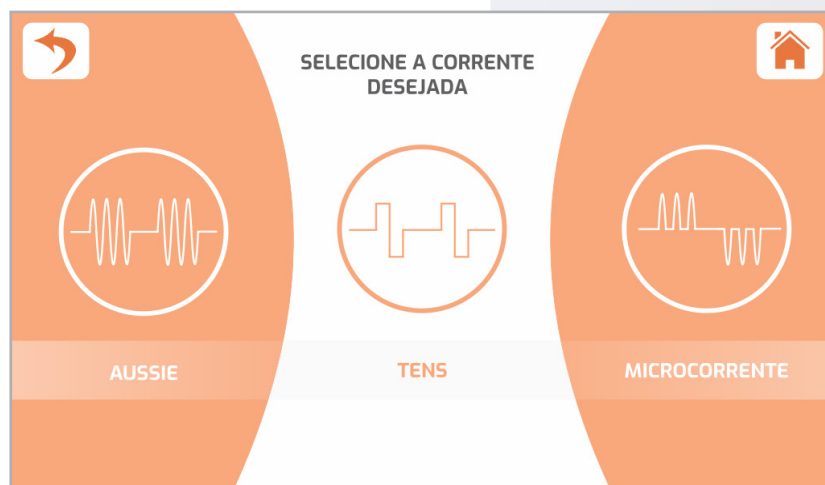 SELECIONE A CORRENTE
DESEJADA
AUSSIE
TENS
MICROCORRENTE